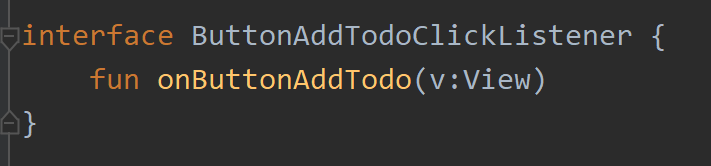 interface ButtonAddTodoClickListener {
    fun onButtonAddTodo(v:View)
}